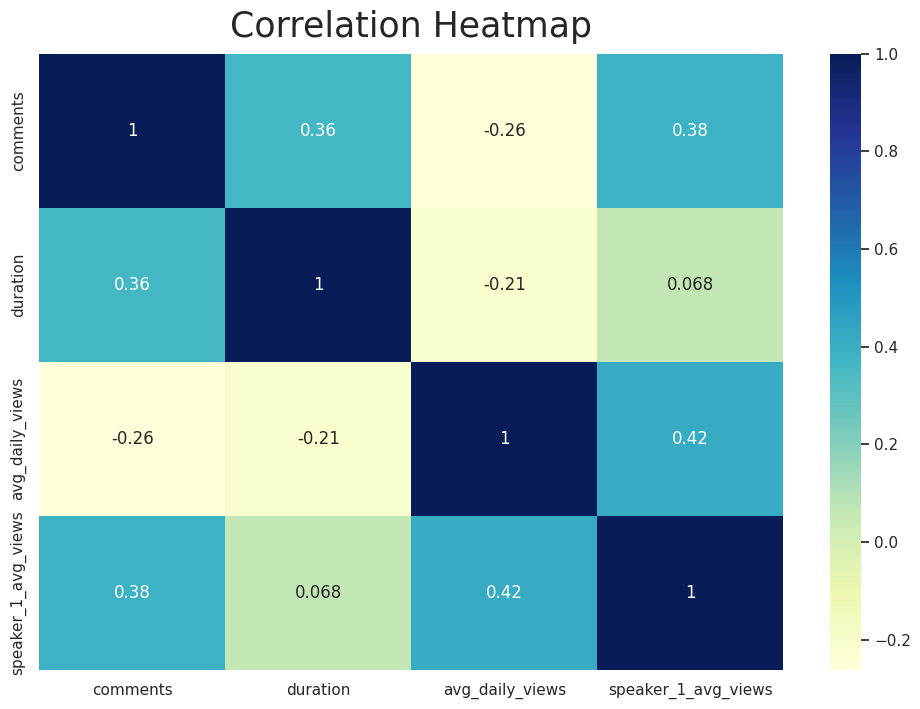 Correlation Heatmap
comments
1
0.36
-0.26
0.38
duration
0.36
1
-0.21
0.068
avg_daily_views
-0.26
-0.21
1
0.42
speaker_1_avg_views
0.38
0.068
0.42
1
comments
duration
avg_daily_views
speaker_1_avg_views
1.0
0.8
0.6
0.4
0.2
0.0
−0.2